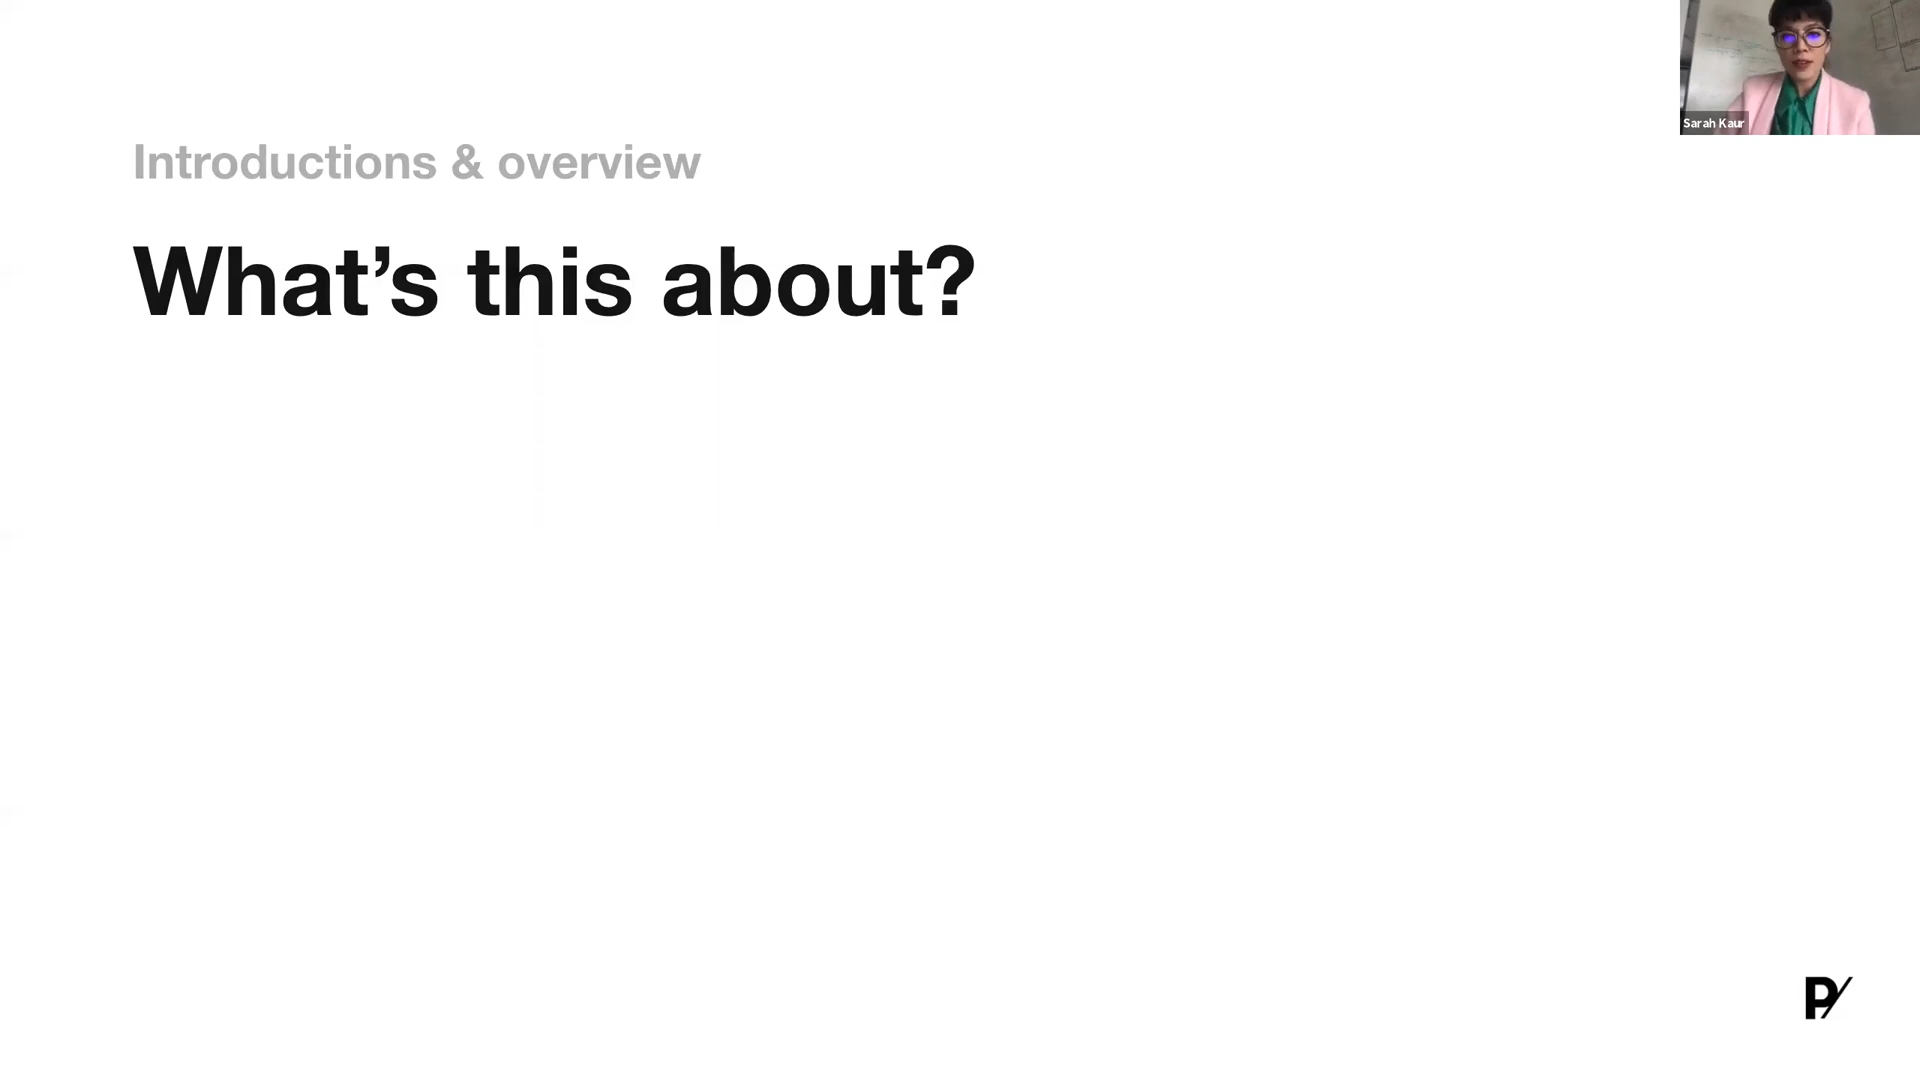 Introductions & overview
What’s this about?
Sarah Kaur
P/